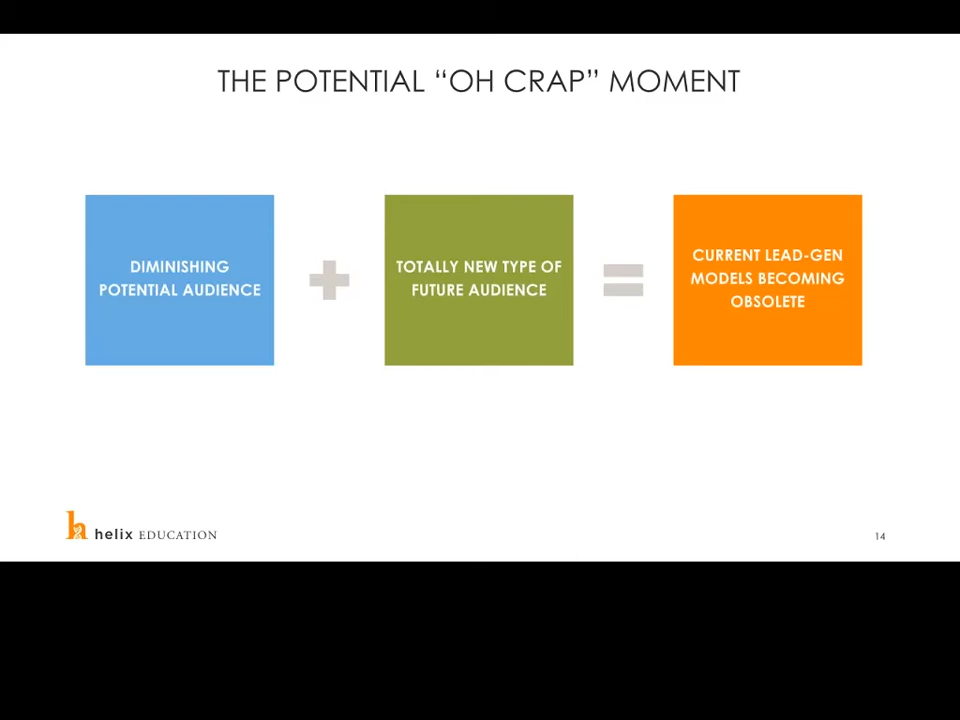 THE POTENTIAL “OH CRAP” MOMENT
DIMINISHING
POTENTIAL AUDIENCE
TOTALLY NEW TYPE OF
FUTURE AUDIENCE
CURRENT LEAD-GEN
MODELS BECOMING
OBSOLETE
h helix EDUCATION
14